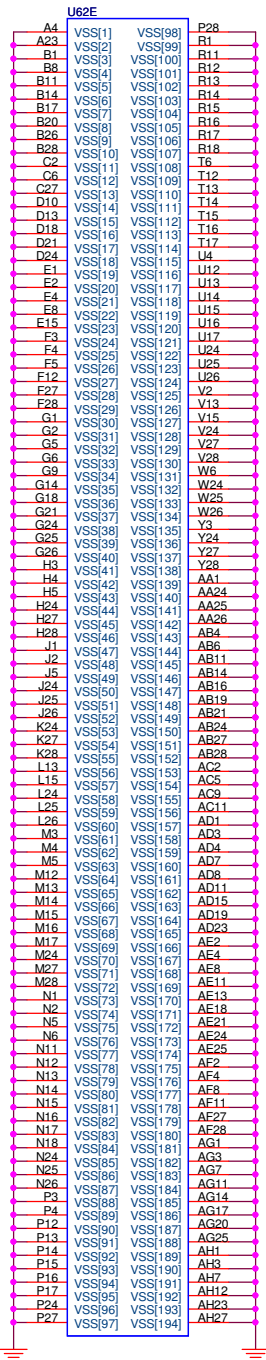 U62E
A4 VSS[1] VSS[98] P28
A23 VSS[2] VSS[99] R1
B1 VSS[3] VSS[100] R11
B8 VSS[4] VSS[101] R12
B11 VSS[5] VSS[102] R13
B14 VSS[6] VSS[103] R14
B17 VSS[7] VSS[104] R15
B20 VSS[8] VSS[105] R16
B26 VSS[9] VSS[106] R17
B28 VSS[10] VSS[107] R18
C2 VSS[11] VSS[108] T6
C6 VSS[12] VSS[109] T12
C27 VSS[13] VSS[110] T13
D10 VSS[14] VSS[111] T14
D13 VSS[15] VSS[112] T15
D18 VSS[16] VSS[113] T16
D21 VSS[17] VSS[114] T17
D24 VSS[18] VSS[115] U4
E1 VSS[19] VSS[116] U12
E2 VSS[20] VSS[117] U13
E4 VSS[21] VSS[118] U14
E8 VSS[22] VSS[119] U15
E15 VSS[23] VSS[120] U16
F3 VSS[24] VSS[121] U17
F4 VSS[25] VSS[122] U24
F5 VSS[26] VSS[123] U25
F12 VSS[27] VSS[124] U26
F27 VSS[28] VSS[125] V2
F28 VSS[29] VSS[126] V13
G1 VSS[30] VSS[127] V15
G2 VSS[31] VSS[128] V24
G5 VSS[32] VSS[129] V27
G6 VSS[33] VSS[130] V28
G9 VSS[34] VSS[131] W6
G14 VSS[35] VSS[132] W24
G18 VSS[36] VSS[133] W25
G21 VSS[37] VSS[134] W26
G24 VSS[38] VSS[135] Y3
G25 VSS[39] VSS[136] Y24
G26 VSS[40] VSS[137] Y27
H3 VSS[41] VSS[138] Y28
H4 VSS[42] VSS[139] AA1
H5 VSS[43] VSS[140] AA24
H24 VSS[44] VSS[141] AA25
H27 VSS[45] VSS[142] AA26
H28 VSS[46] VSS[143] AB4
J1 VSS[47] VSS[144] AB6
J2 VSS[48] VSS[145] AB11
J5 VSS[49] VSS[146] AB14
J24 VSS[50] VSS[147] AB16
J25 VSS[51] VSS[148] AB19
J26 VSS[52] VSS[149] AB21
K24 VSS[53] VSS[150] AB24
K27 VSS[54] VSS[151] AB27
K28 VSS[55] VSS[152] AB28
L13 VSS[56] VSS[153] AC2
L15 VSS[57] VSS[154] AC5
L24 VSS[58] VSS[155] AC9
L25 VSS[59] VSS[156] AC11
L26 VSS[60] VSS[157] AD1
M3 VSS[61] VSS[158] AD3
M4 VSS[62] VSS[159] AD4
M5 VSS[63] VSS[160] AD7
M12 VSS[64] VSS[161] AD8
M13 VSS[65] VSS[162] AD11
M14 VSS[66] VSS[163] AD15
M15 VSS[67] VSS[164] AD19
M16 VSS[68] VSS[165] AD23
M17 VSS[69] VSS[166] AE2
M24 VSS[70] VSS[167] AE4
M27 VSS[71] VSS[168] AE8
M28 VSS[72] VSS[169] AE11
N1 VSS[73] VSS[170] AE13
N2 VSS[74] VSS[171] AE18
N5 VSS[75] VSS[172] AE21
N6 VSS[76] VSS[173] AE24
N11 VSS[77] VSS[174] AE25
N12 VSS[78] VSS[175] AF2
N13 VSS[79] VSS[176] AF4
N14 VSS[80] VSS[177] AF8
N15 VSS[81] VSS[178] AF11
N16 VSS[82] VSS[179] AF27
N17 VSS[83] VSS[180] AF28
N18 VSS[84] VSS[181] AG1
N24 VSS[85] VSS[182] AG3
N25 VSS[86] VSS[183] AG7
N26 VSS[87] VSS[184] AG11
P3 VSS[88] VSS[185] AG14
P4 VSS[89] VSS[186] AG17
P12 VSS[90] VSS[187] AG20
P13 VSS[91] VSS[188] AG25
P14 VSS[92] VSS[189] AH1
P15 VSS[93] VSS[190] AH3
P16 VSS[94] VSS[191] AH7
P17 VSS[95] VSS[192] AH12
P24 VSS[96] VSS[193] AH23
P27 VSS[97] VSS[194] AH27